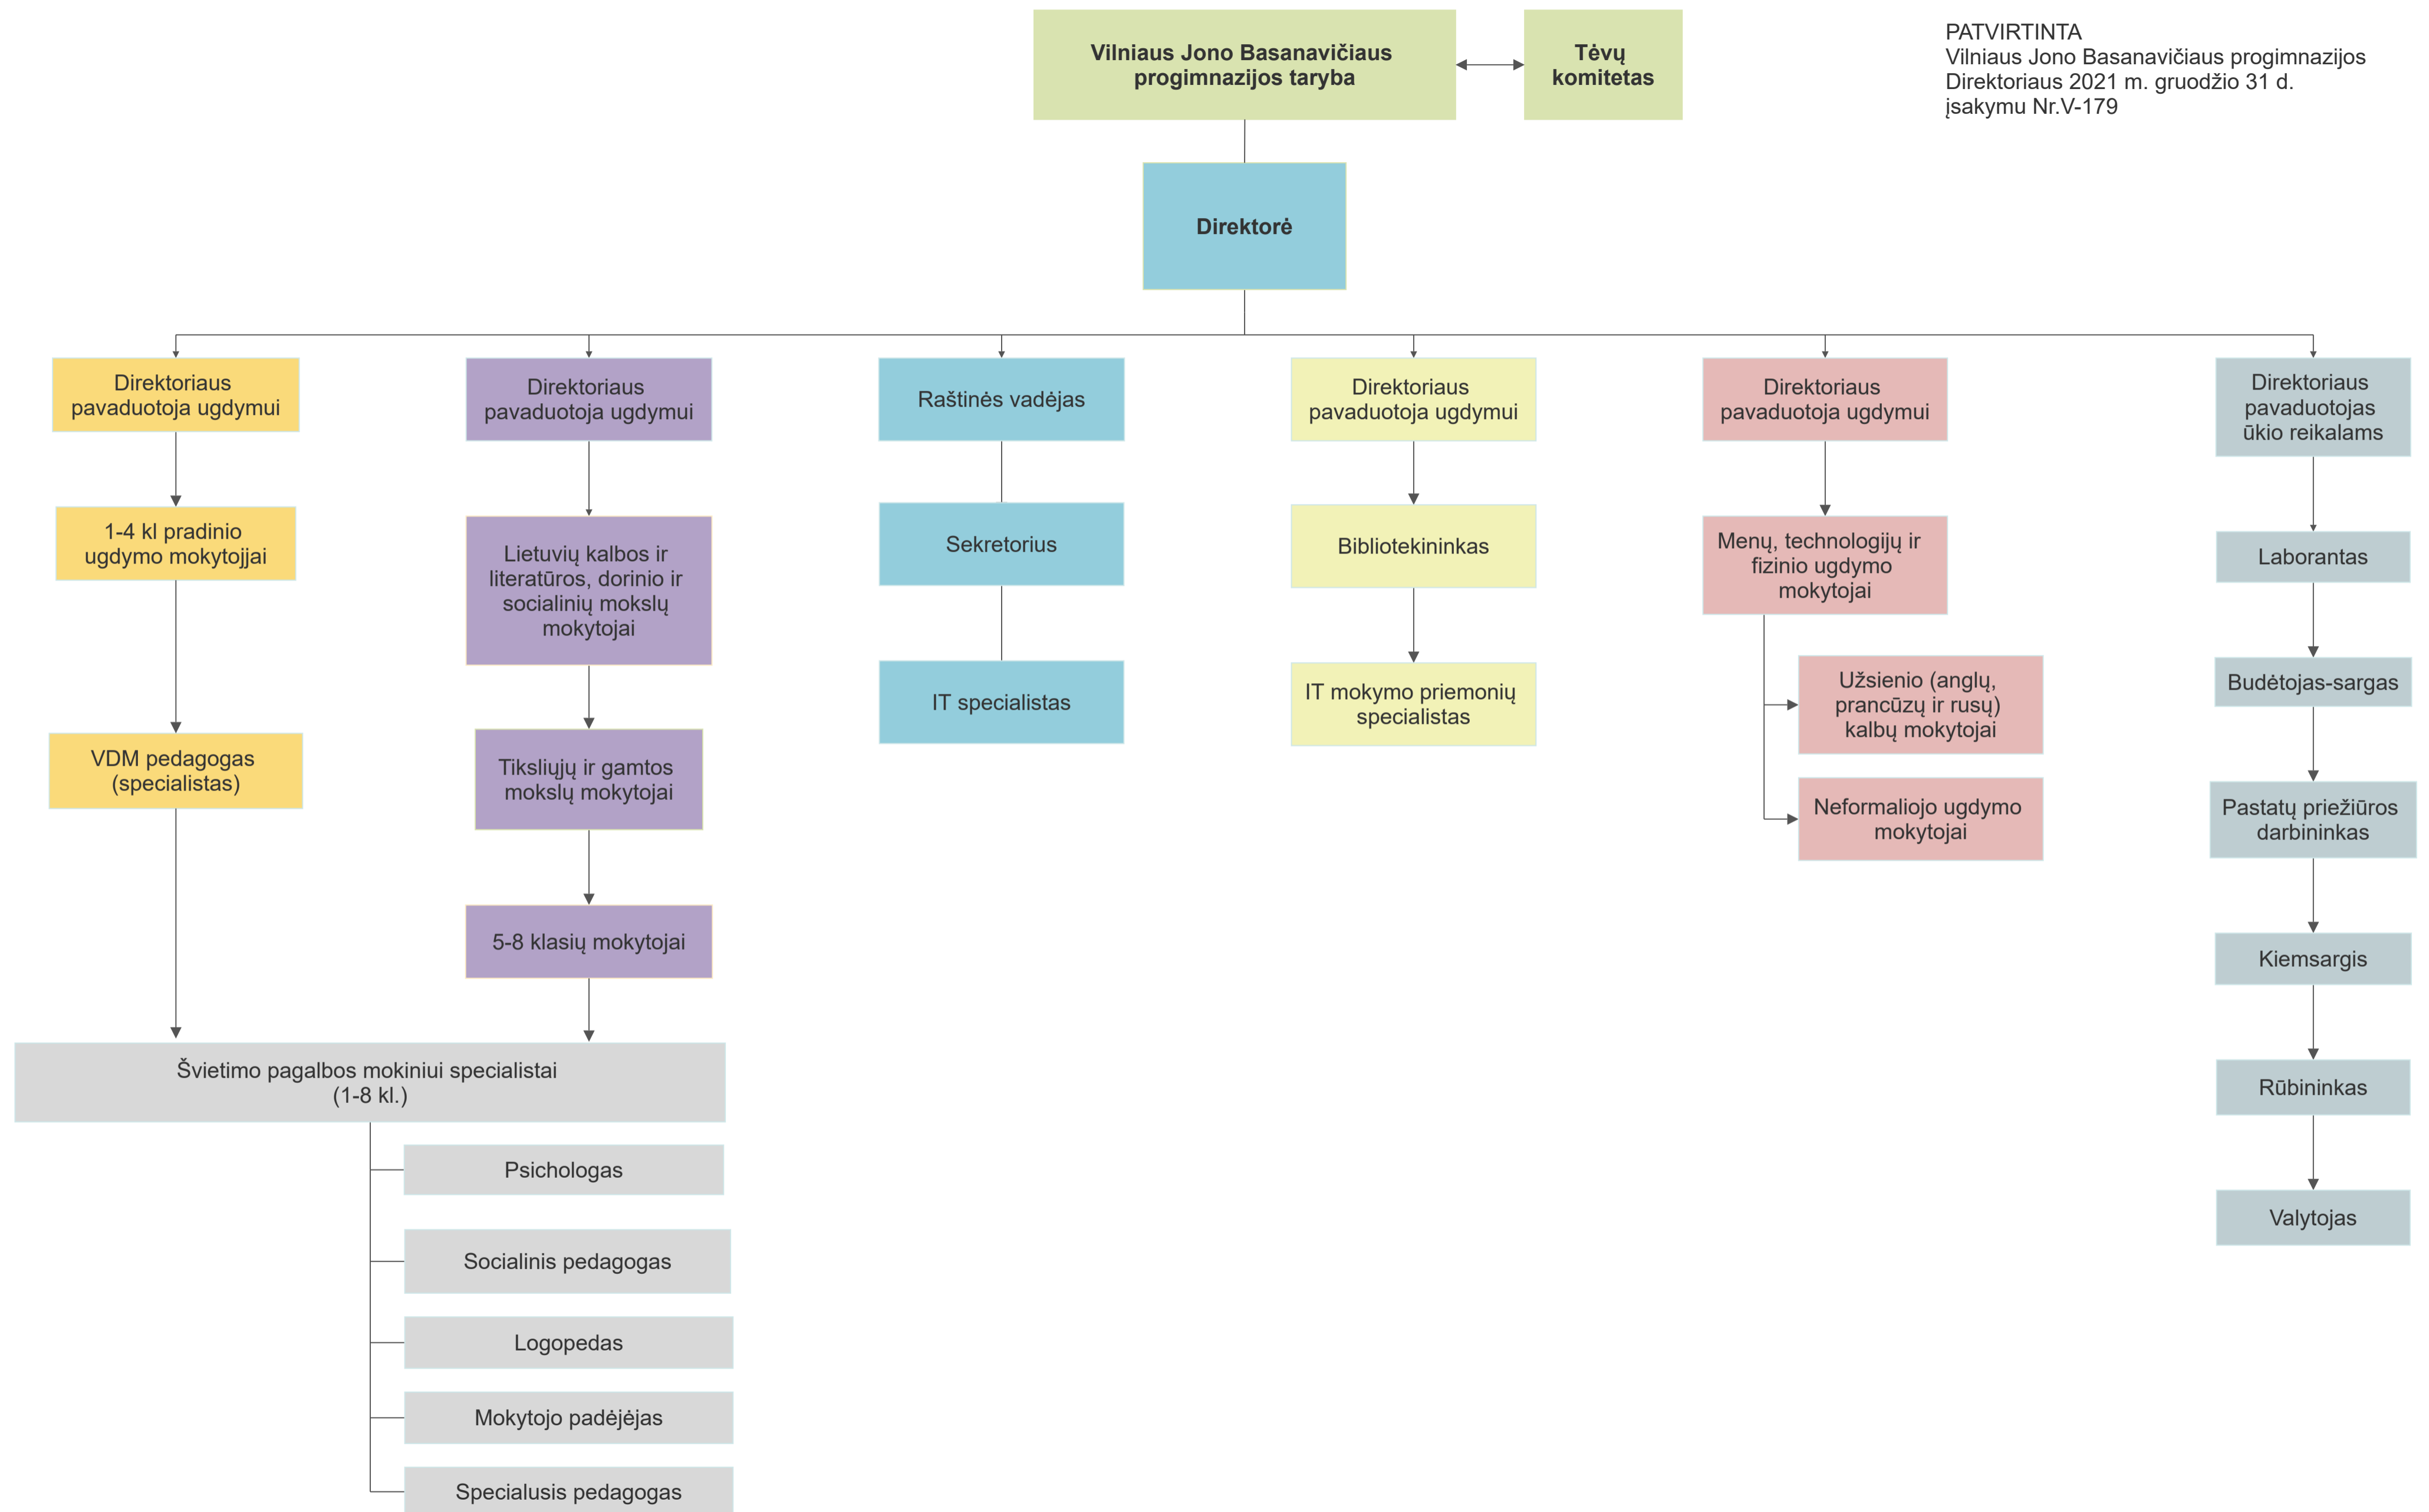 Vilniaus Jono Basanavičiaus
progimnazijos taryba
Tėvų
komitetas
PATVIRTINTA
Vilniaus Jono Basanavičiaus progimnazijos
Direktoriaus 2021 m. gruodžio 31 d.
įsakymu Nr.V-179
Direktorė
Direktoriaus
pavaduotoja ugdymui
1-4 kl pradinio
ugdymo mokytojjai
VDM pedagogas
(specialistas)
Direktoriaus
pavaduotoja ugdymui
Lietuvių kalbos ir
literatūros, dorinio ir
socialinių mokslų
mokytojai
Tiksliųjų ir gamtos
mokslų mokytojai
5-8 klasių mokytojai
Švietimo pagalbos mokiniui specialistai
(1-8 kl.)
Psichologas
Socialinis pedagogas
Logopedas
Mokytojo padėjėjas
Specialusis pedagogas
Raštinės vadėjas
Sekretorius
IT specialistas
Direktoriaus
pavaduotoja ugdymui
Bibliotekininkas
IT mokymo priemonių
specialistas
Direktoriaus
pavaduotoja ugdymui
Menų, technologijų ir
fizinio ugdymo
mokytojai
Užsienio (anglų,
prancūzų ir rusų)
kalbų mokytojai
Neformaliojo ugdymo
mokytojai
Direktoriaus
pavaduotojas
ūkio reikalams
Laborantas
Budėtojas-sargas
Pastatų priežiūros
darbininkas
Kiemsargis
Rūbininkas
Valytojas